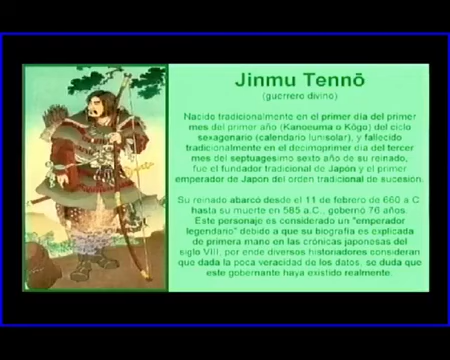 Jinmu Tennō
(guerrero divino)
Nacido tradicionalmente en el primer día del primer
mes del primer año (Kanoeuma o Kōgo) del ciclo
sexagonario (calendario lunisolar), y fallecido
tradicionalmente en el decimoprimer día del tercer
mes del septuagesimo sexto año de su reinado,
fue el fundador tradicional de Japón y el primer
emperador de Japón del orden tradicional de sucesión.
Su reinado abarcó desde el 11 de febrero de 660 a C
hasta su muerte en 585 a.C., gobernó 76 años.
Este personaje es considerado un "emperador
legendario" debido a que su biografía es explicada
de primera mano en las crónicas japonesas del
siglo VIII, por ende diversos historiadores consideran
que dada la poca veracidad de los datos, se duda que
este gobernante haya existido realmente.